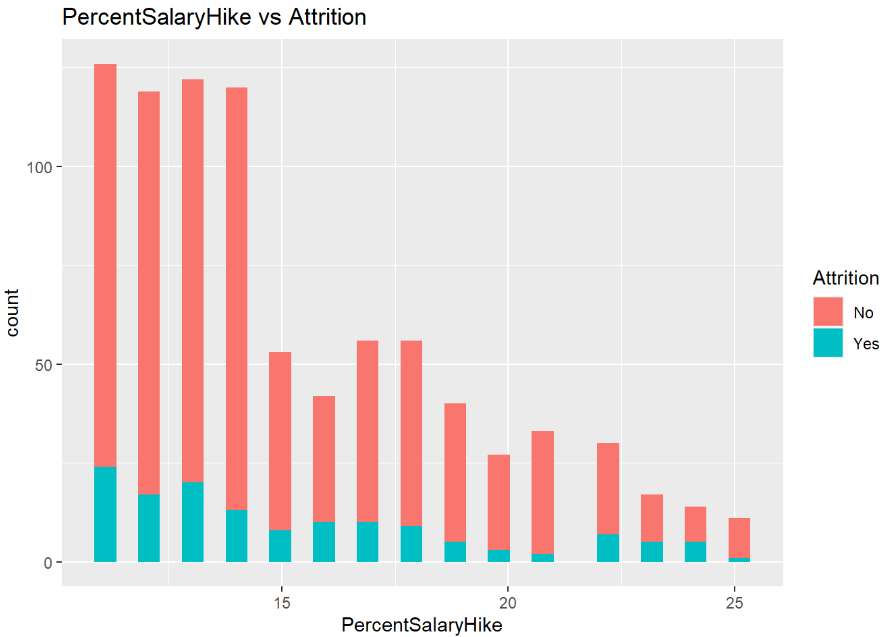 PercentSalaryHike vs Attrition
100
50
0
count
15
20
25
PercentSalaryHike
Attrition
No
Yes